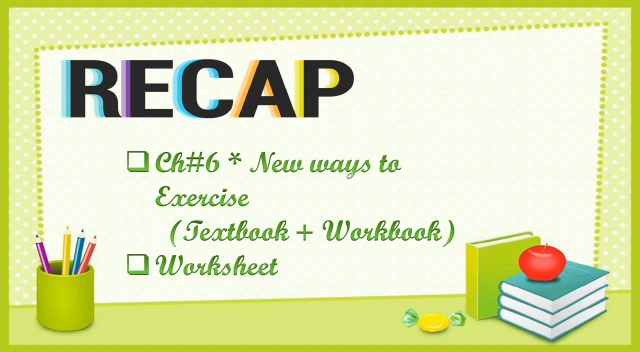 RECAP
Ch#6 * New ways to
Exercise
(Textbook + Workbook)
Worksheet